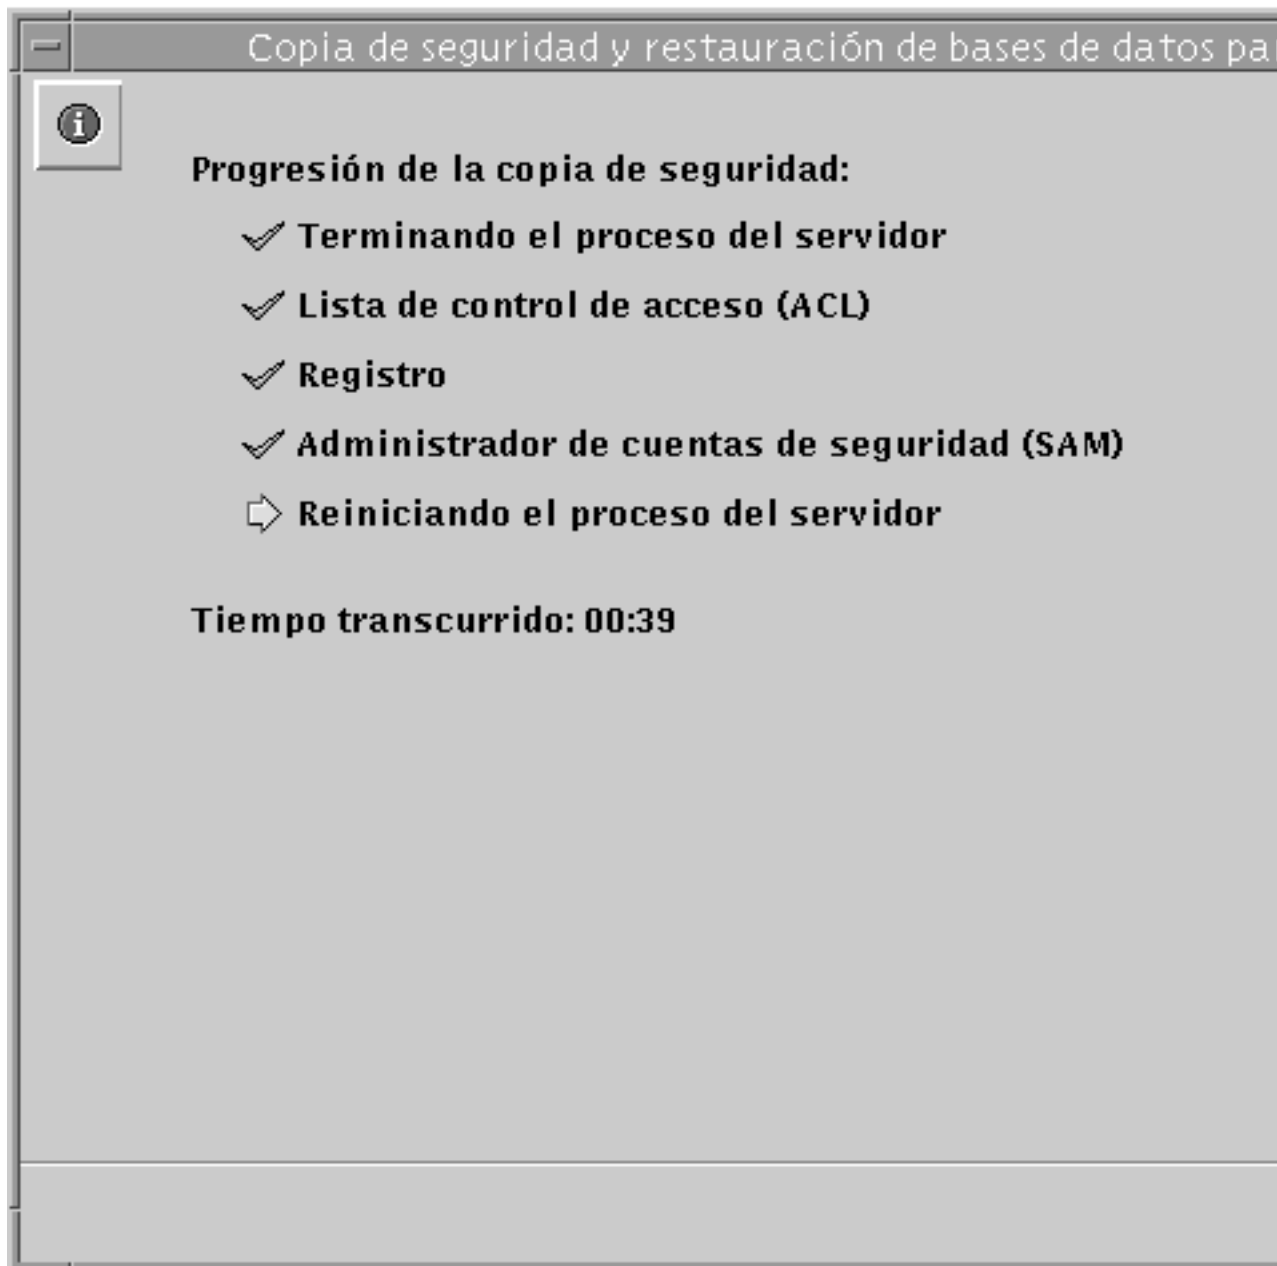 Copia de seguridad y restauración de bases de datos
Progresión de la copia de seguridad:
Terminando el proceso del servidor
Lista de control de acceso (ACL)
Registro
Administrador de cuentas de seguridad (SAM)
Reiniciando el proceso del servidor
Tiempo transcurrido: 00:39